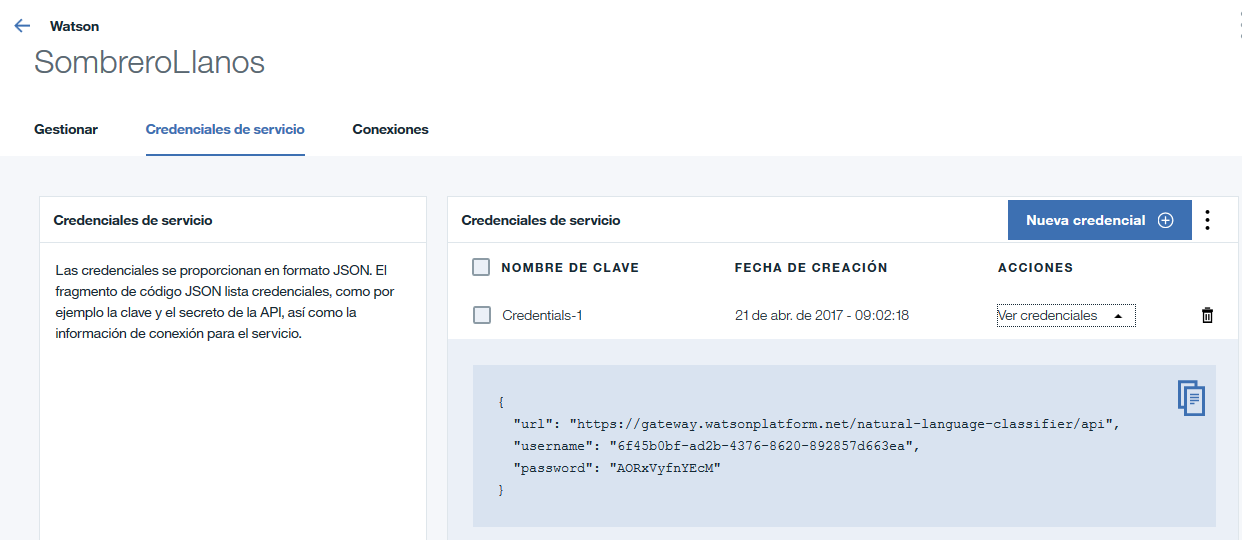 Watson
SombreroLlanos
Gestionar Credenciales de servicio Conexiones
Credenciales de servicio
Las credenciales se proporcionan en formato JSON. El
fragmento de código JSON lista credenciales, como por
ejemplo la clave y el secreto de la API, así como la
información de conexión para el servicio.
Credenciales de servicio Nueva credencial
NOMBRE DE CLAVE FECHA DE CREACIÓN ACCIONES
Credentials-1 21 de abr. de 2017 - 09:02:18 Ver credenciales
{
"url": "https://gateway.watsonplatform.net/natural-language-classifier/api",
"username": "6f45b0bf-ad2b-4376-8620-892857d663ea",
"password": "AORxVyfnYEcM"
}